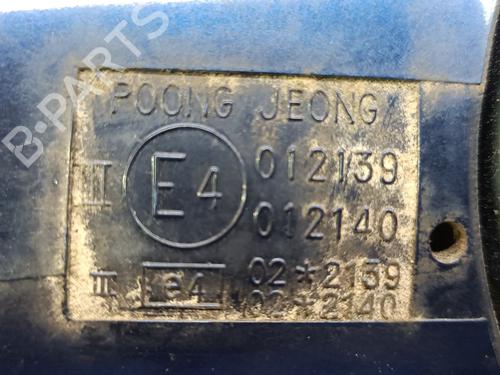 B-PARTS
POONG JEONG
II E4 012139
012140
III e4 02*2139
02*2140